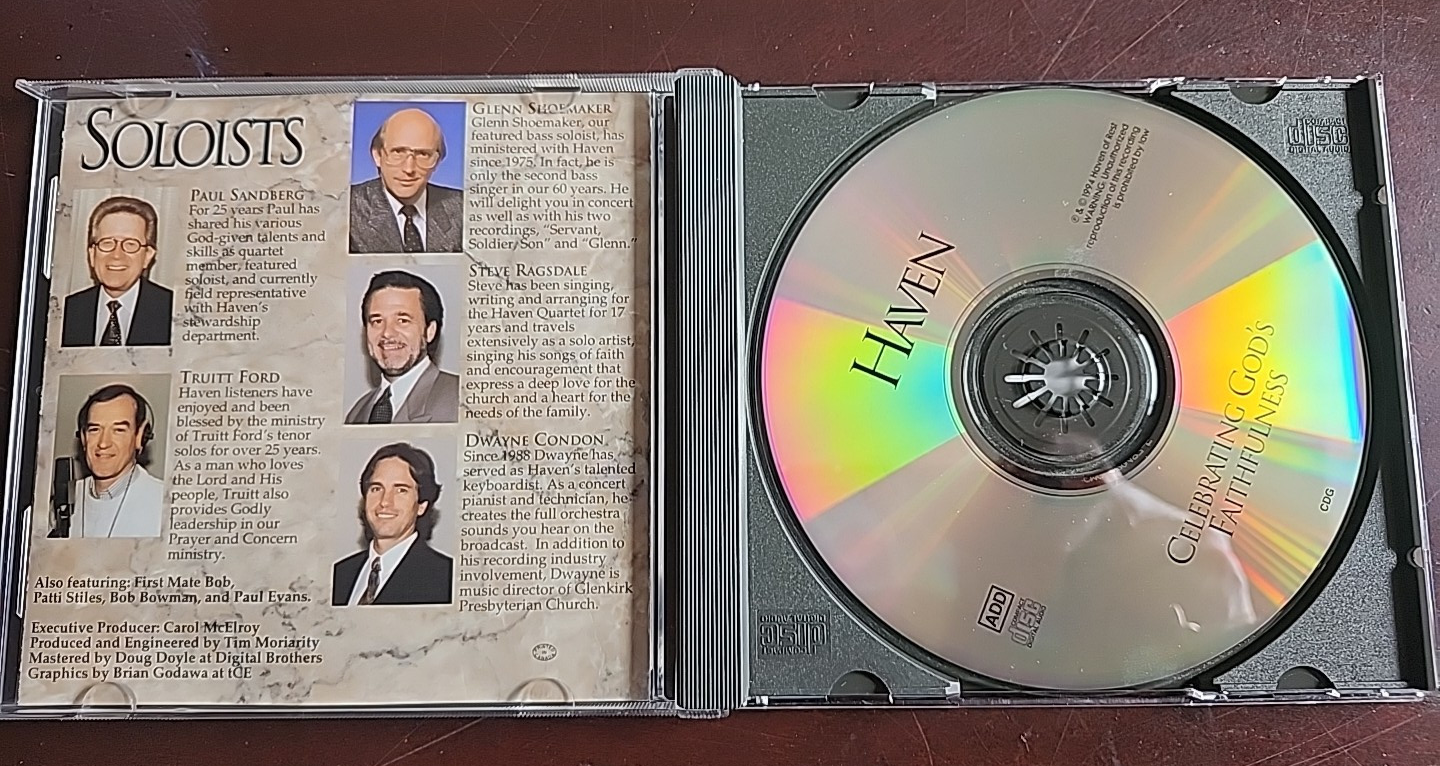 SOLOISTS
PAUL SANDBERG
For 25 years Paul has
shared his various
God-given talents and
skills as quartet
member, featured
soloist, and currently
field representative
with Haven's
stewardship
department.
TRUITT FORD
Haven listeners have
enjoyed and been
blessed by the ministry
of Truitt Ford's tenor
solos for over 25 years.
As a man who loves
the Lord and His
people, Truitt also
provides Godly
leadership in our
Prayer and Concern
ministry.
Also featuring: First Mate Bob,
Patti Stiles, Bob Bowman, and Paul Evans.
Executive Producer: Carol McElroy
Produced and Engineered by Tim Moriarity
Mastered by Doug Doyle at Digital Brothers
Graphics by Brian Godawa at tCE
GLENN SHOEMAKER
Glenn Shoemaker, our
featured bass soloist, has
ministered with Haven
since 1975. In fact, he is
only the second bass
singer in our 60 years. He
will delight you in concert
as well as with his two
recordings, "Servant,
Soldier, Son" and "Glenn."
STEVE RAGSDALE
Steve has been singing,
writing and arranging for
the Haven Quartet for 17
years and travels
extensively as a solo artist,
singing his songs of faith
and encouragement that
express a deep love for the
church and a heart for the
needs of the family.
DWAYNE CONDON
Since 1988 Dwayne has
served as Haven's talented
keyboardist. As a concert
pianist and technician, he
creates the full orchestra
sounds you hear on the
broadcast. In addition to
his recording industry
involvement, Dwayne is
music director of Glenkirk
Presbyterian Church.
HAVEN
℗ & © 1994 Haven of Rest
WARNING: Unauthorized
reproduction of this recording
is prohibited by law
CELEBRATING GOD'S
FAITHFULNESS
CDG
ADD
COMPACT
disc
DIGITAL AUDIO
COMPACT
disc
DIGITAL AUDIO